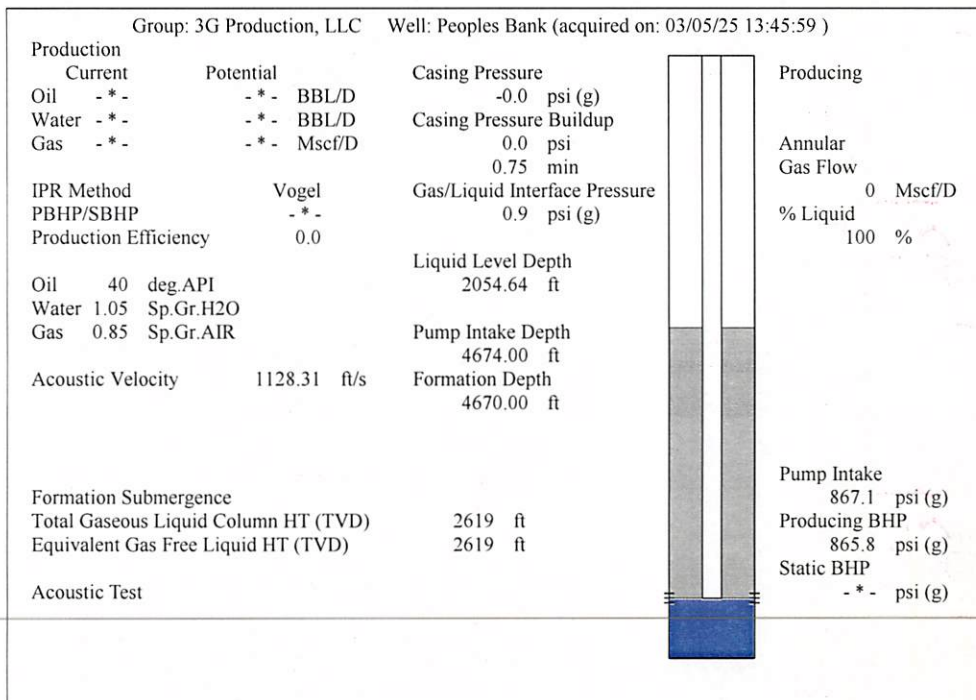 Group: 3G Production, LLC Well: Peoples Bank (acquired on: 03/05/25 13:45:59 )
Production
Current Potential
Oil - * - - * - BBL/D
Water - * - - * - BBL/D
Gas - * - - * - Mscf/D
IPR Method Vogel
PBHP/SBHP - * -
Production Efficiency 0.0
Oil 40 deg.API
Water 1.05 Sp.Gr.H2O
Gas 0.85 Sp.Gr.AIR
Acoustic Velocity 1128.31 ft/s
Formation Submergence
Total Gaseous Liquid Column HT (TVD) 2619 ft
Equivalent Gas Free Liquid HT (TVD) 2619 ft
Acoustic Test
Casing Pressure
-0.0 psi (g)
Casing Pressure Buildup
0.0 psi
0.75 min
Gas/Liquid Interface Pressure
0.9 psi (g)
Liquid Level Depth
2054.64 ft
Pump Intake Depth
4674.00 ft
Formation Depth
4670.00 ft
Producing
Annular
Gas Flow
0 Mscf/D
% Liquid
100 %
Pump Intake
867.1 psi (g)
Producing BHP
865.8 psi (g)
Static BHP
- * - psi (g)